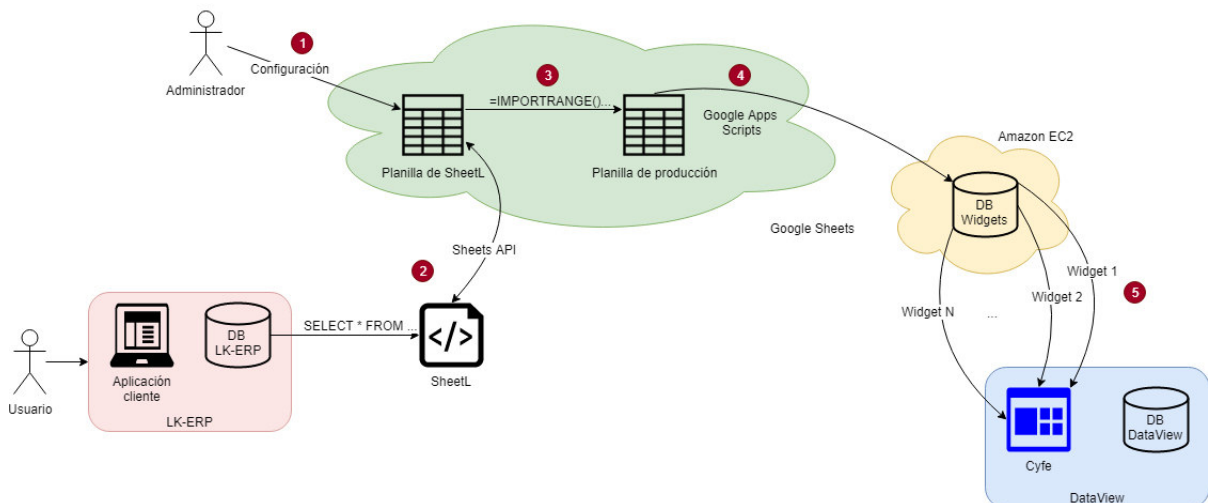 1
Configuración
Administrador
3
=IMPORTRANGE()...
4
Google Apps
Scripts
Planilla de SheetL
Planilla de producción
Amazon EC2
DB
Widgets
Google Sheets
Sheets API
2
Widget 1
5
Widget 2
Widget N
...
DB
LK-ERP
SELECT * FROM ...
SheetL
Usuario
Aplicación
cliente
LK-ERP
Cyfe
DB
DataView
DataView